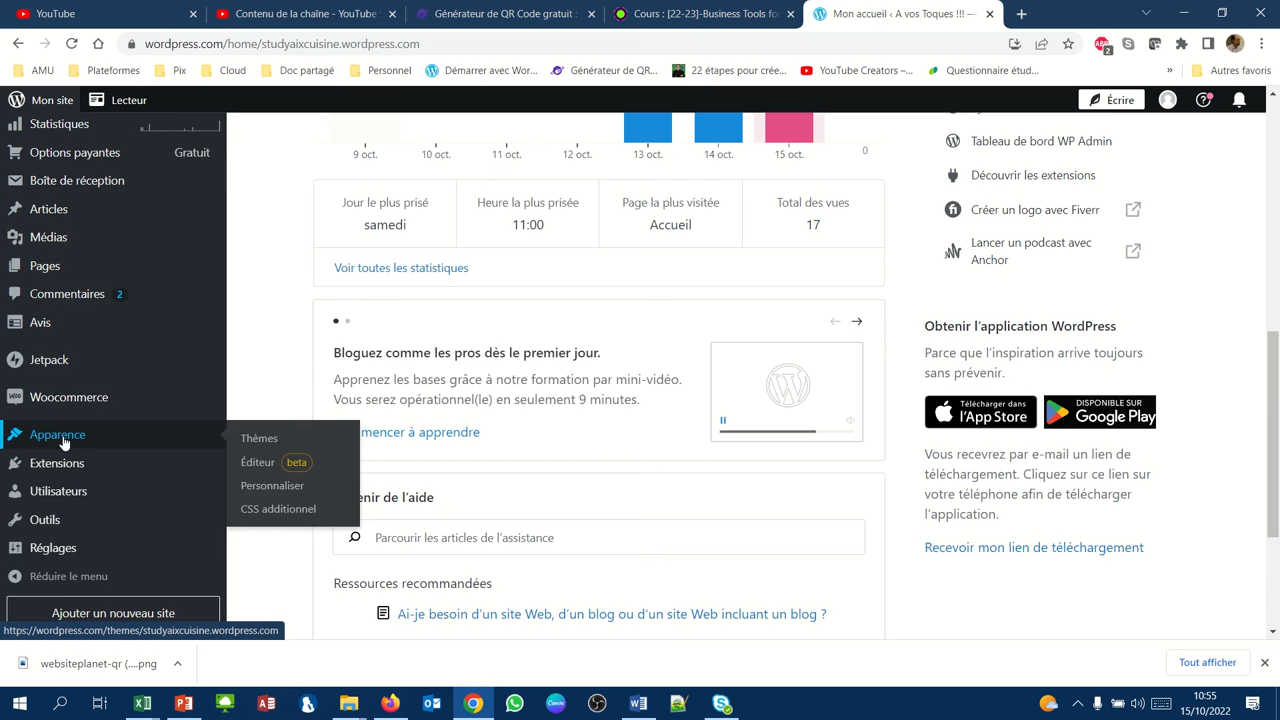 YouTube
Contenu de la chaîne - YouTube
Générateur de QR Code gratuit
Cours : [22-23]-Business Tools for
Mon accueil ‹ A vos Toques !!! —
wordpress.com/home/studyaixcuisine.wordpress.com
2
AMU
Plateformes
Pix
Cloud
Doc partagé
Personnel
Démarrer avec Wor...
Générateur de QR...
22 étapes pour crée...
YouTube Creators –...
Questionnaire étud...
»
Autres favoris
Mon site
Lecteur
Écrire
Statistiques
Options payantes
Gratuit
Boîte de réception
Articles
Médias
Pages
Commentaires 2
Avis
Jetpack
Woocommerce
Apparence
Extensions
Utilisateurs
Outils
Réglages
Réduire le menu
Ajouter un nouveau site
https://wordpress.com/themes/studyaixcuisine.wordpress.com
Thèmes
Éditeur beta
Personnaliser
CSS additionnel
9 oct.
10 oct.
11 oct.
12 oct.
13 oct.
14 oct.
15 oct.
0
Jour le plus prisé
samedi
Heure la plus prisée
11:00
Page la plus visitée
Accueil
Total des vues
17
Voir toutes les statistiques
Bloguez comme les pros dès le premier jour.
Apprenez les bases grâce à notre formation par mini-vidéo.
Vous serez opérationnel(le) en seulement 9 minutes.
mencer à apprendre
enir de l'aide
Parcourir les articles de l'assistance
Ressources recommandées
Ai-je besoin d'un site Web, d'un blog ou d'un site Web incluant un blog ?
Tableau de bord WP Admin
Découvrir les extensions
Créer un logo avec Fiverr
Lancer un podcast avec
Anchor
Obtenir l'application WordPress
Parce que l'inspiration arrive toujours
sans prévenir.
Télécharger dans
l'App Store
DISPONIBLE SUR
Google Play
Vous recevrez par e-mail un lien de
téléchargement. Cliquez sur ce lien sur
votre téléphone afin de télécharger
l'application.
Recevoir mon lien de téléchargement
websiteplanet-qr (....png
Tout afficher
10:55
15/10/2022